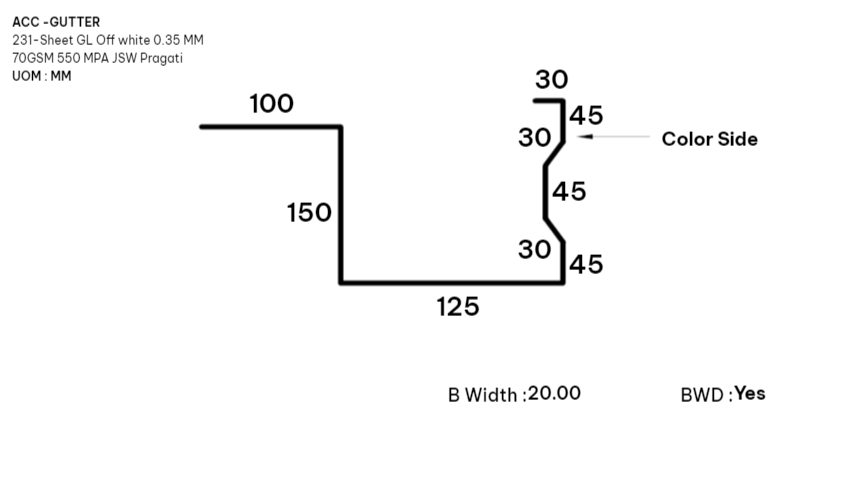 ACC -GUTTER
231-Sheet GL Off white 0.35 MM
70GSM 550 MPA JSW Pragati
UOM : MM
30
100
45
30
Color Side
45
150
30
45
125
B Width :20.00
BWD :Yes